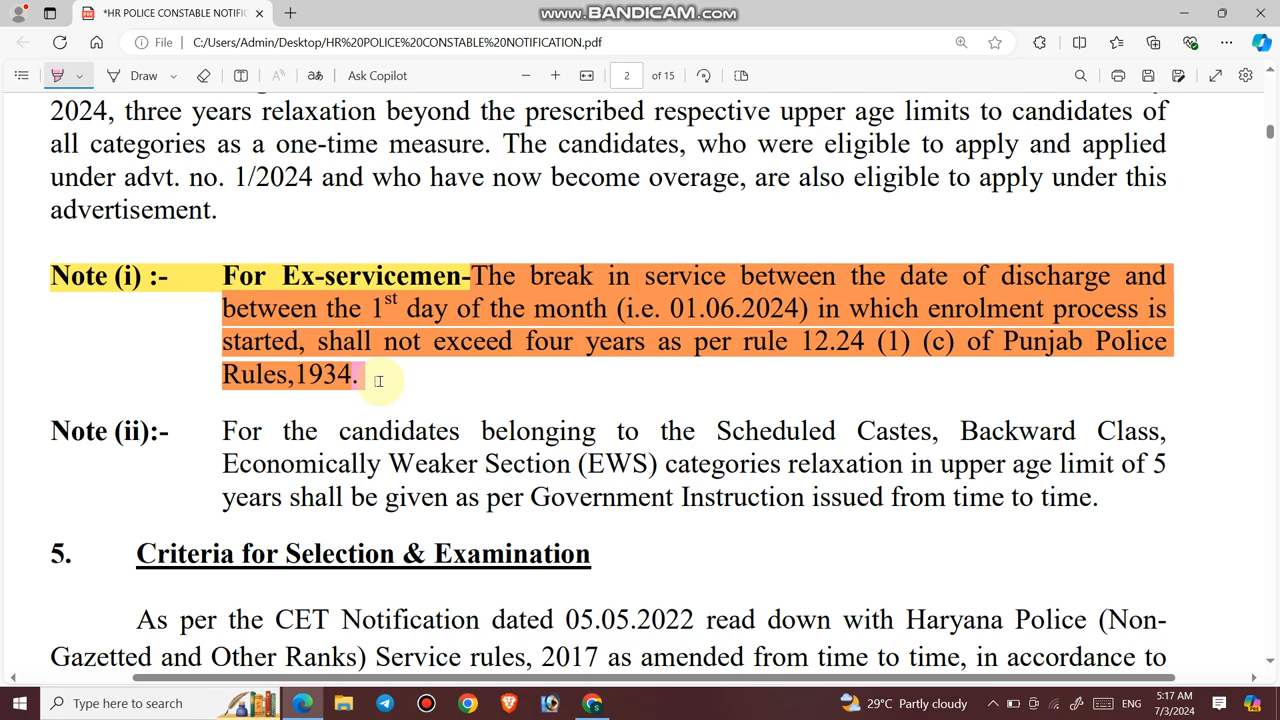 *HR POLICE CONSTABLE NOTIFIC
www.BANDICAM.com
File
C:/Users/Admin/Desktop/HR%20POLICE%20CONSTABLE%20NOTIFICATION.pdf
Draw
aあ
Ask Copilot
2 of 15
2024, three years relaxation beyond the prescribed respective upper age limits to candidates of
all categories as a one-time measure. The candidates, who were eligible to apply and applied
under advt. no. 1/2024 and who have now become overage, are also eligible to apply under this
advertisement.
Note (i) :- For Ex-servicemen-The break in service between the date of discharge and
between the 1st day of the month (i.e. 01.06.2024) in which enrolment process is
started, shall not exceed four years as per rule 12.24 (1) (c) of Punjab Police
Rules,1934.
Note (ii):- For the candidates belonging to the Scheduled Castes, Backward Class,
Economically Weaker Section (EWS) categories relaxation in upper age limit of 5
years shall be given as per Government Instruction issued from time to time.
5. Criteria for Selection & Examination
As per the CET Notification dated 05.05.2022 read down with Haryana Police (Non-
Gazetted and Other Ranks) Service rules, 2017 as amended from time to time, in accordance to
Type here to search
29°C Partly cloudy
ENG
5:17 AM
7/3/2024